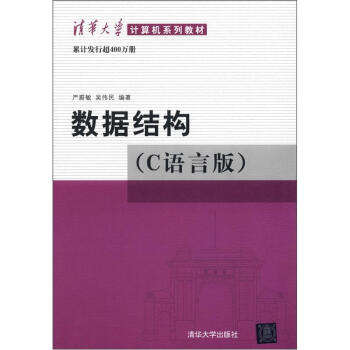 清华大学 计算机系列教材
累计发行超400万册
严蔚敏 吴伟民 编著
数据结构
（C语言版）
清华大学出版社